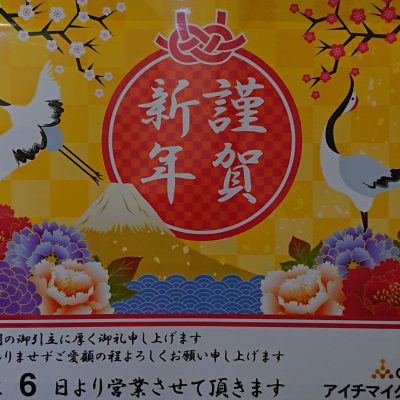 謹賀
新年
間の御引立に厚く御礼申し上げます
りませずご愛顧の程よろしくお願い申し上げます
6 日より営業させて頂きます
アイチマイク